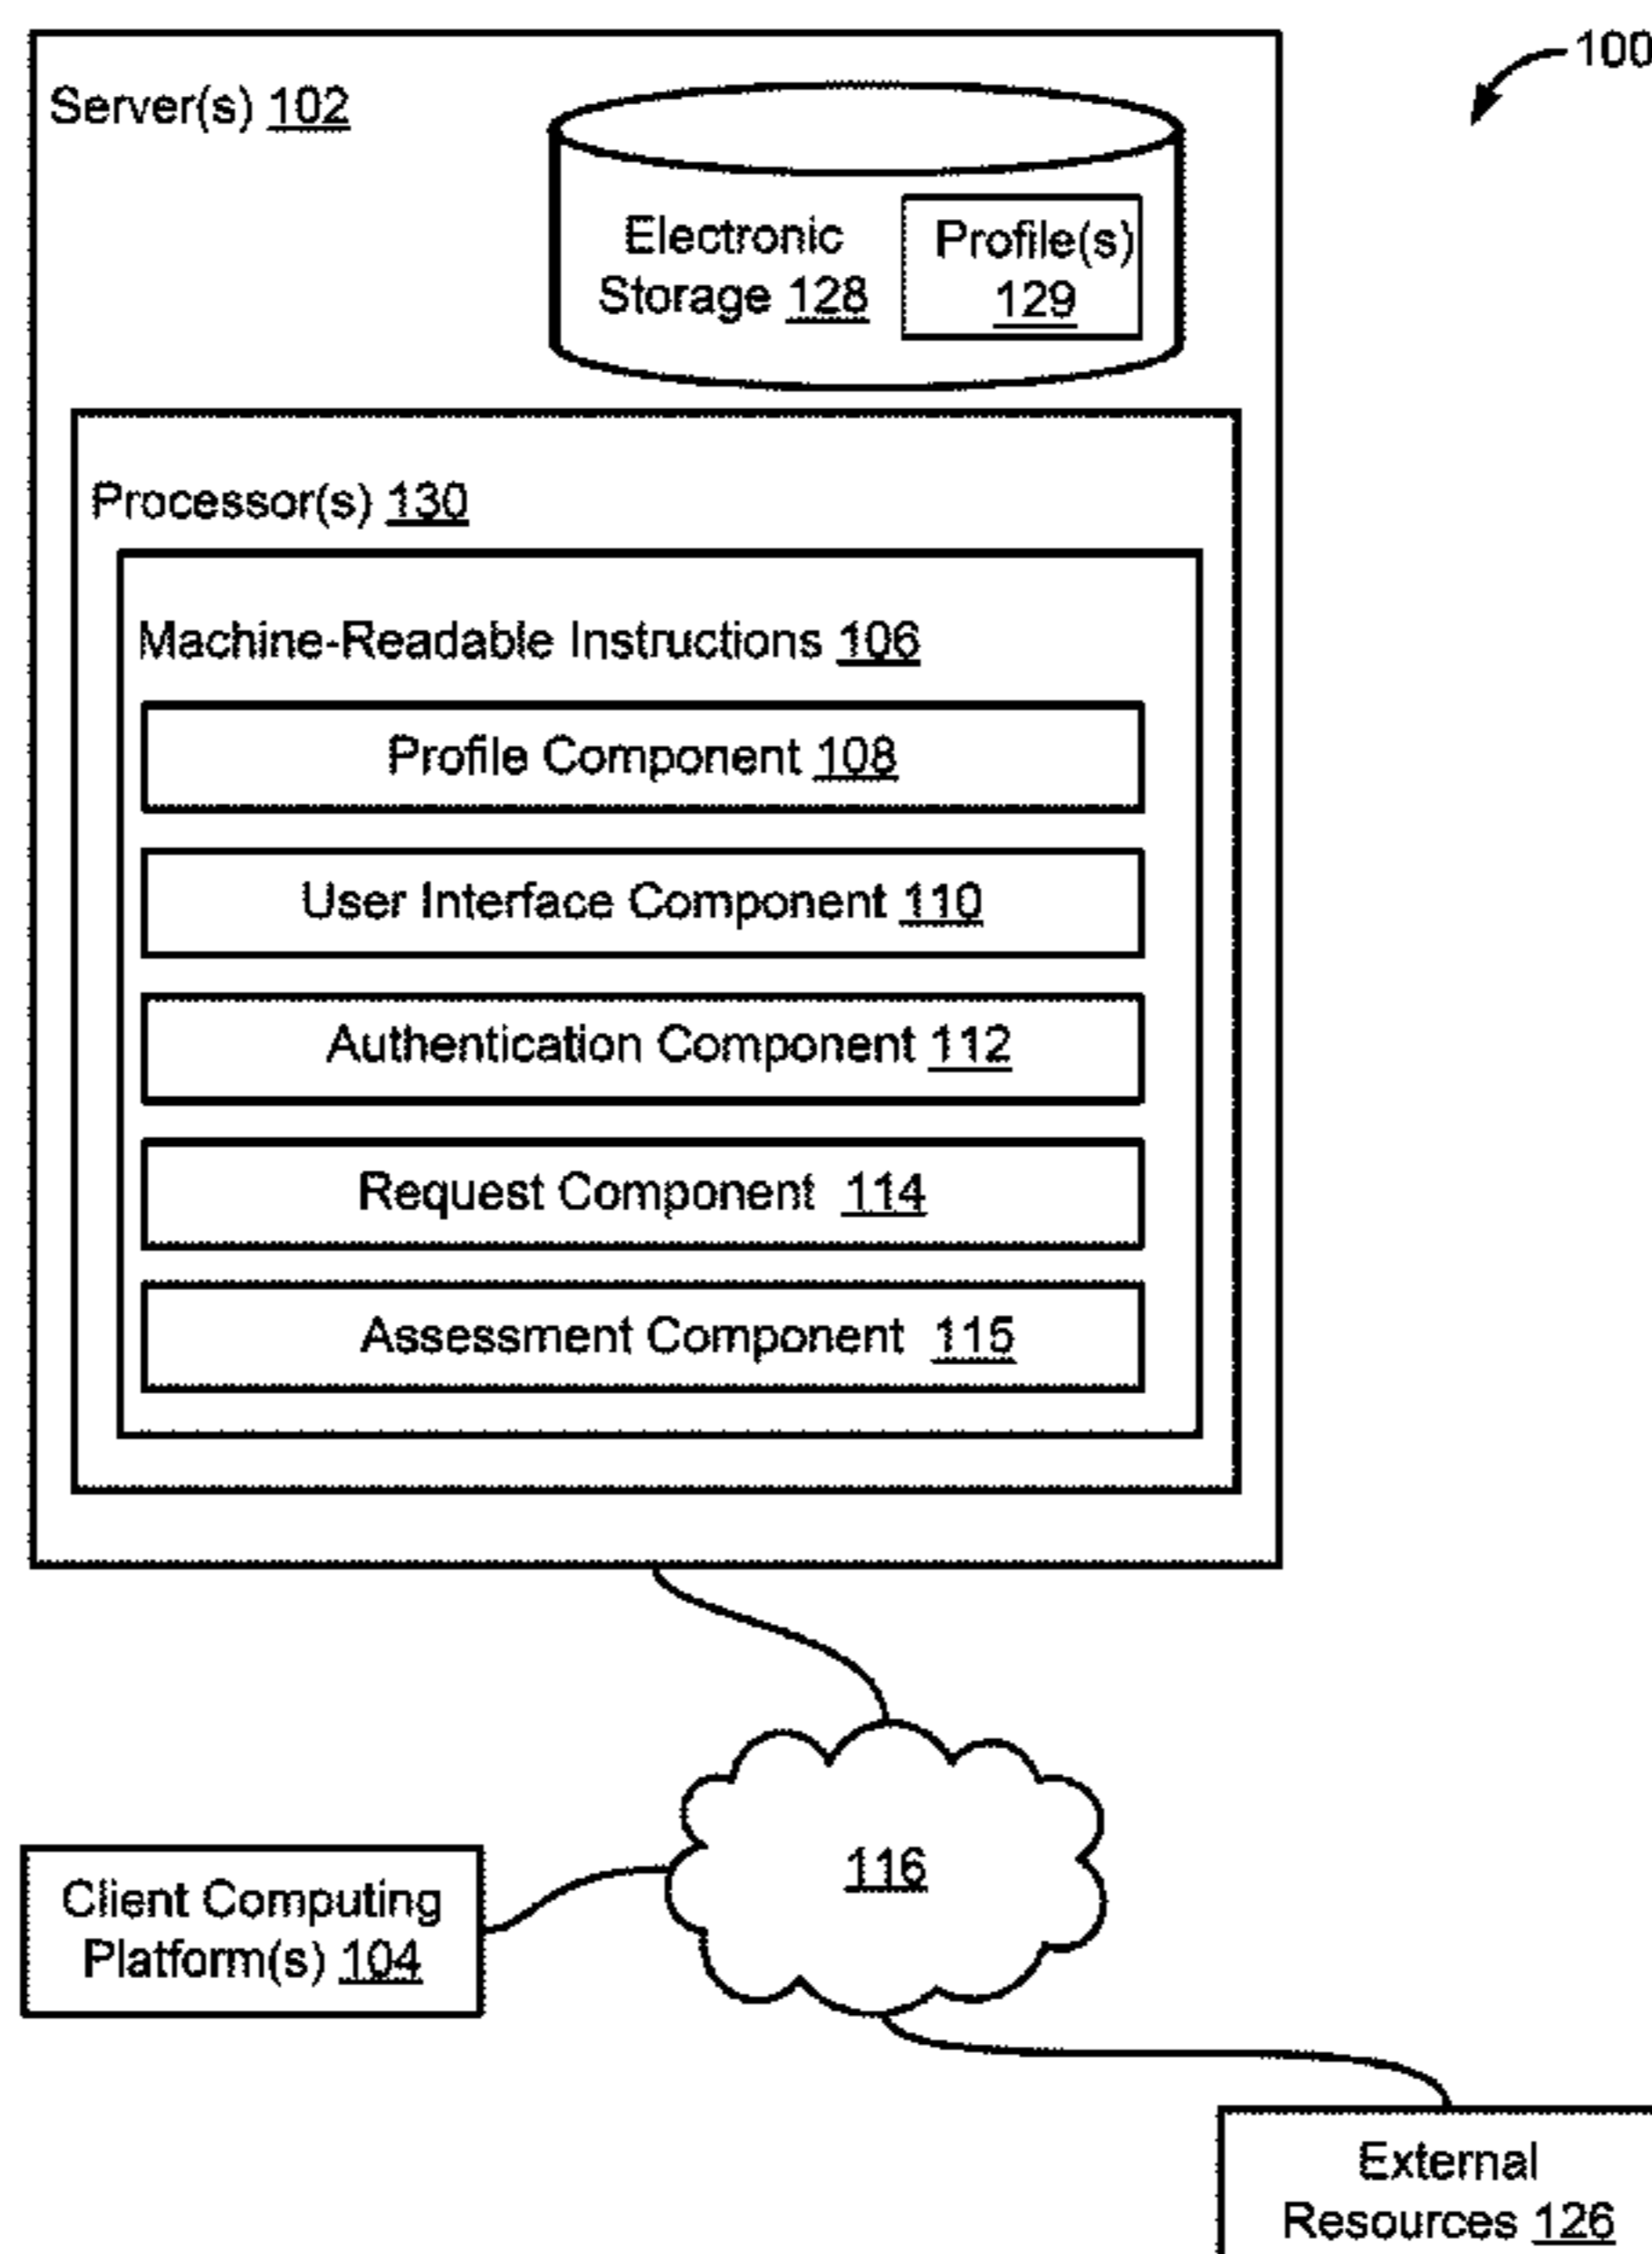 100
Server(s) 102
Electronic
Storage 128
Profile(s)
129
Processor(s) 130
Machine-Readable Instructions 106
Profile Component 108
User Interface Component 110
Authentication Component 112
Request Component 114
Assessment Component 115
116
Client Computing
Platform(s) 104
External
Resources 126